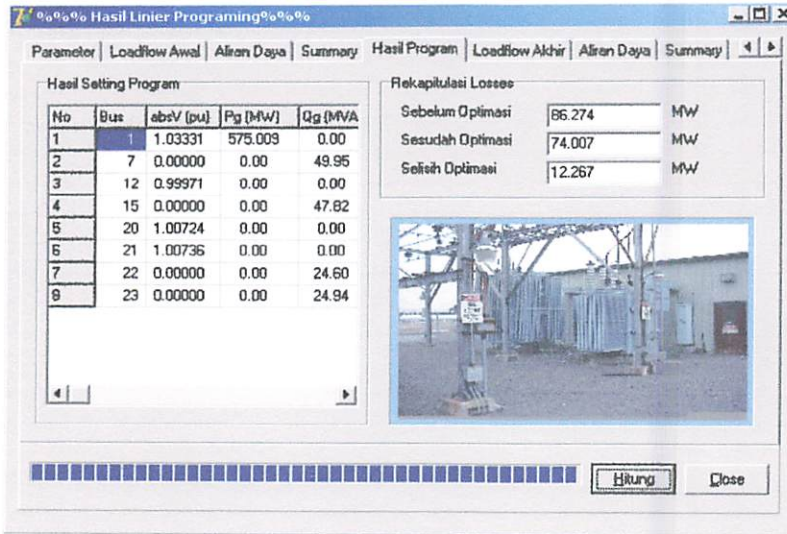 %%%% Hasil Linier Programing%%%%
Parameter Loadflow Awal Aliran Daya Summary Hasil Program Loadflow Akhir Aliran Daya Summary
Hasil Setting Program
No Bus absV (pu) Pg (MW) Qg (MVA
1 1 1.03331 575.009 0.00
2 7 0.00000 0.00 49.95
3 12 0.99971 0.00 0.00
4 15 0.00000 0.00 47.82
5 20 1.00724 0.00 0.00
6 21 1.00736 0.00 0.00
7 22 0.00000 0.00 24.60
8 23 0.00000 0.00 24.94
Rekapitulasi Losses
Sebelum Optimasi 86.274 MW
Sesudah Optimasi 74.007 MW
Selisih Optimasi 12.267 MW
Hitung Close